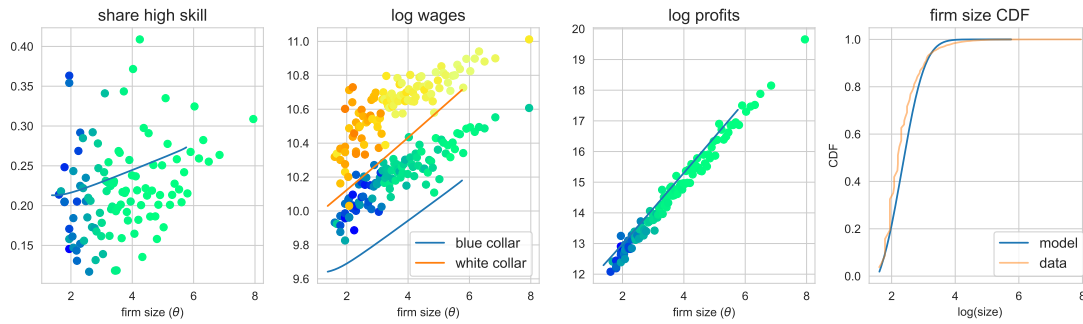 share high skill
0.40
0.35
0.30
0.25
0.20
0.15
2 4 6 8
firm size (θ)
log wages
11.0
10.8
10.6
10.4
10.2
10.0
9.8
9.6
blue collar
white collar
2 4 6 8
firm size (θ)
log profits
20
19
18
17
16
15
14
13
12
2 4 6 8
firm size (θ)
firm size CDF
CDF
1.0
0.8
0.6
0.4
0.2
0.0
model
data
2 4 6 8
log(size)